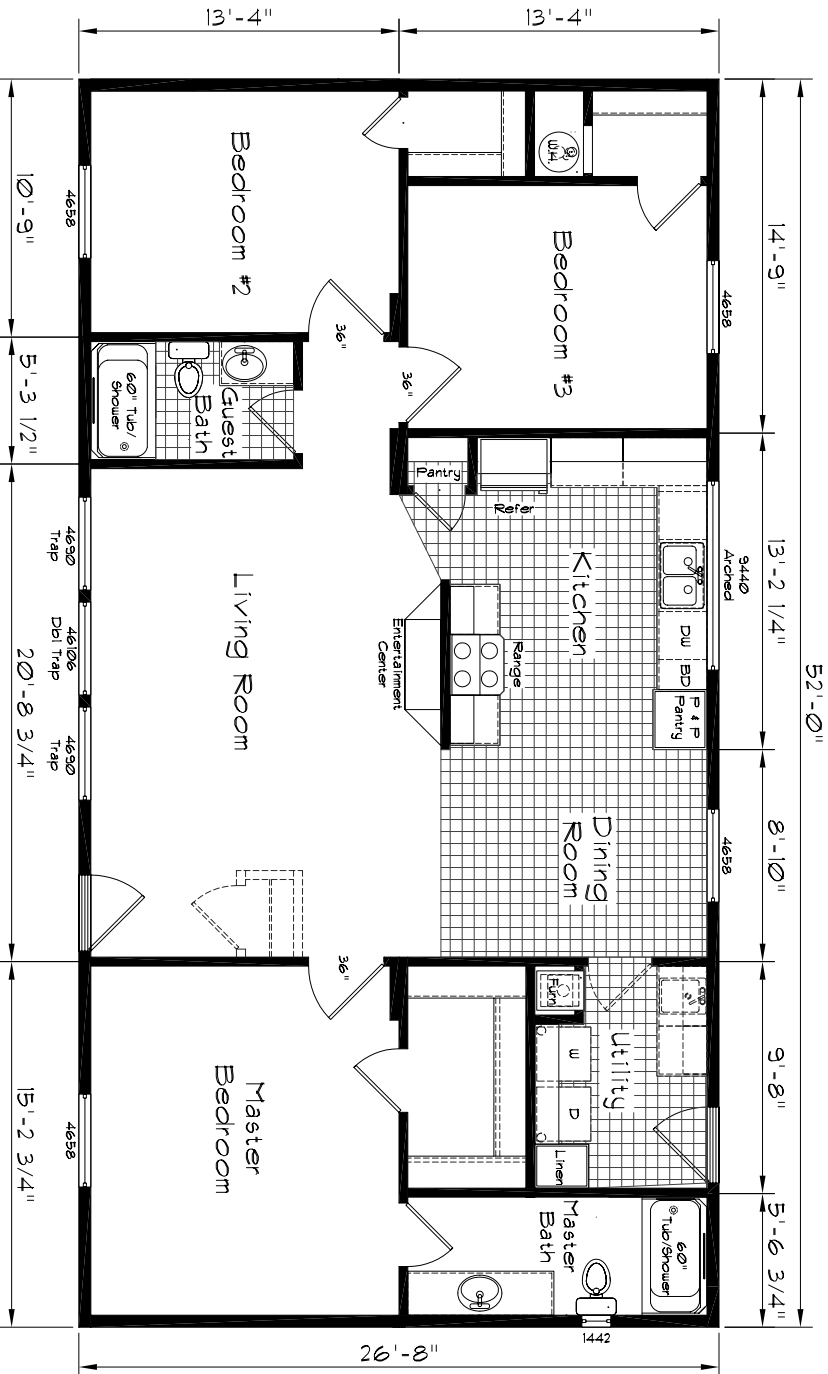 13'-4"
13'-4"
10'-9"
4658
Bedroom #2
W.H.
14'-9"
4658
Bedroom #3
36"
36"
5'-3 1/2"
60" Tub/
Shower
Guest
Bath
Pantry
Refer
Kitchen
9440
Arched
13'-2 1/4"
52'-0"
4690
Trap
46106
Dbl Trap
4690
Trap
20'-8 3/4"
Living Room
Entertainment
Center
Range
DW
BD
P & P
Pantry
Dining
Room
4658
8'-10"
36"
Furn
Utility
W
D
Linen
9'-8"
Master
Bedroom
4658
15'-2 3/4"
Master
Bath
60"
Tub/Shower
5'-6 3/4"
1442
26'-8"